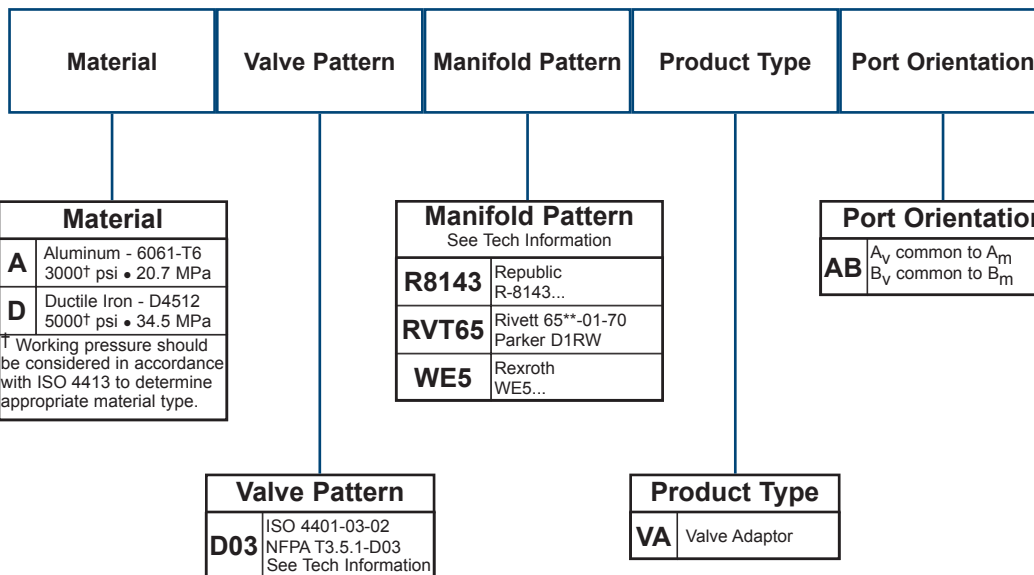 Material
Valve Pattern
Manifold Pattern
Product Type
Port Orientation
Material
A
Aluminum - 6061-T6
3000† psi • 20.7 MPa
D
Ductile Iron - D4512
5000† psi • 34.5 MPa
† Working pressure should
be considered in accordance
with ISO 4413 to determine
appropriate material type.
Manifold Pattern
See Tech Information
R8143
Republic
R-8143...
RVT65
Rivett 65**-01-70
Parker D1RW
WE5
Rexroth
WE5...
Port Orientation
AB
Av common to Am
Bv common to Bm
Valve Pattern
D03
ISO 4401-03-02
NFPA T3.5.1-D03
See Tech Information
Product Type
VA
Valve Adaptor